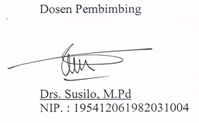 Dosen Pembimbing
Drs. Susilo, M.Pd
NIP. : 195412061982031004